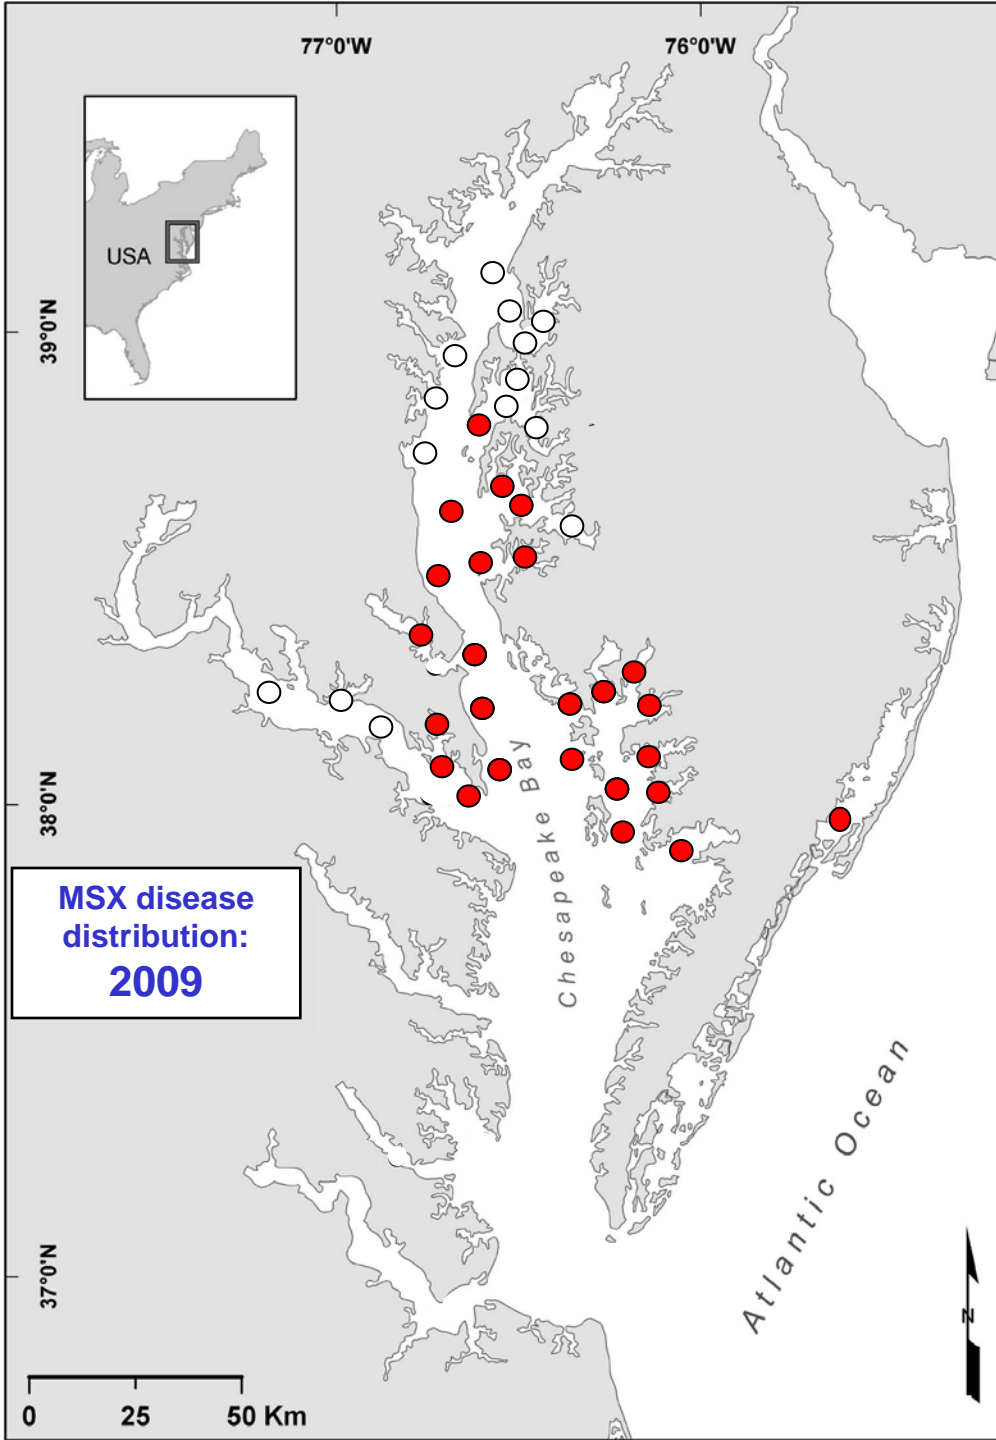 77°0'W
76°0'W
USA
39°0'N
38°0'N
Chesapeake Bay
MSX disease
distribution:
2009
Atlantic Ocean
37°0'N
N
0 25 50 Km